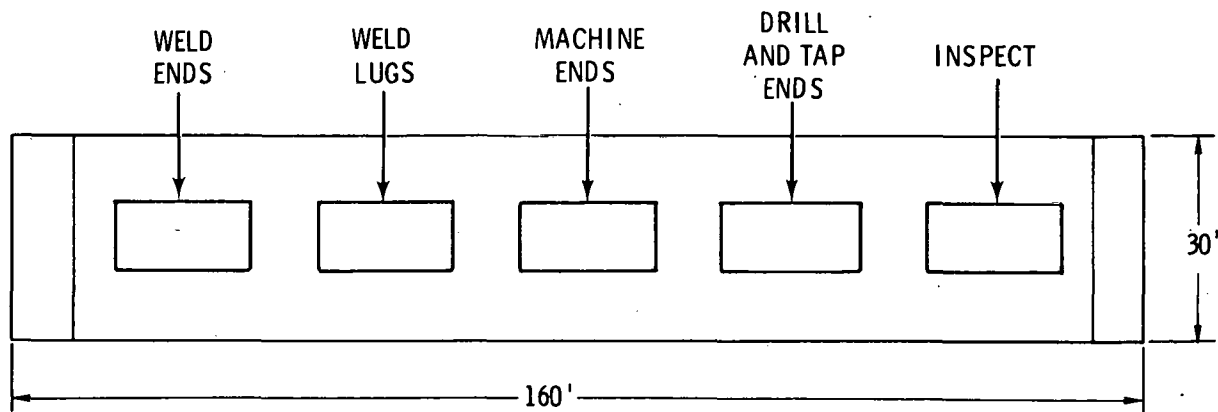 WELD
ENDS
WELD
LUGS
MACHINE
ENDS
DRILL
AND TAP
ENDS
INSPECT
30'
160'